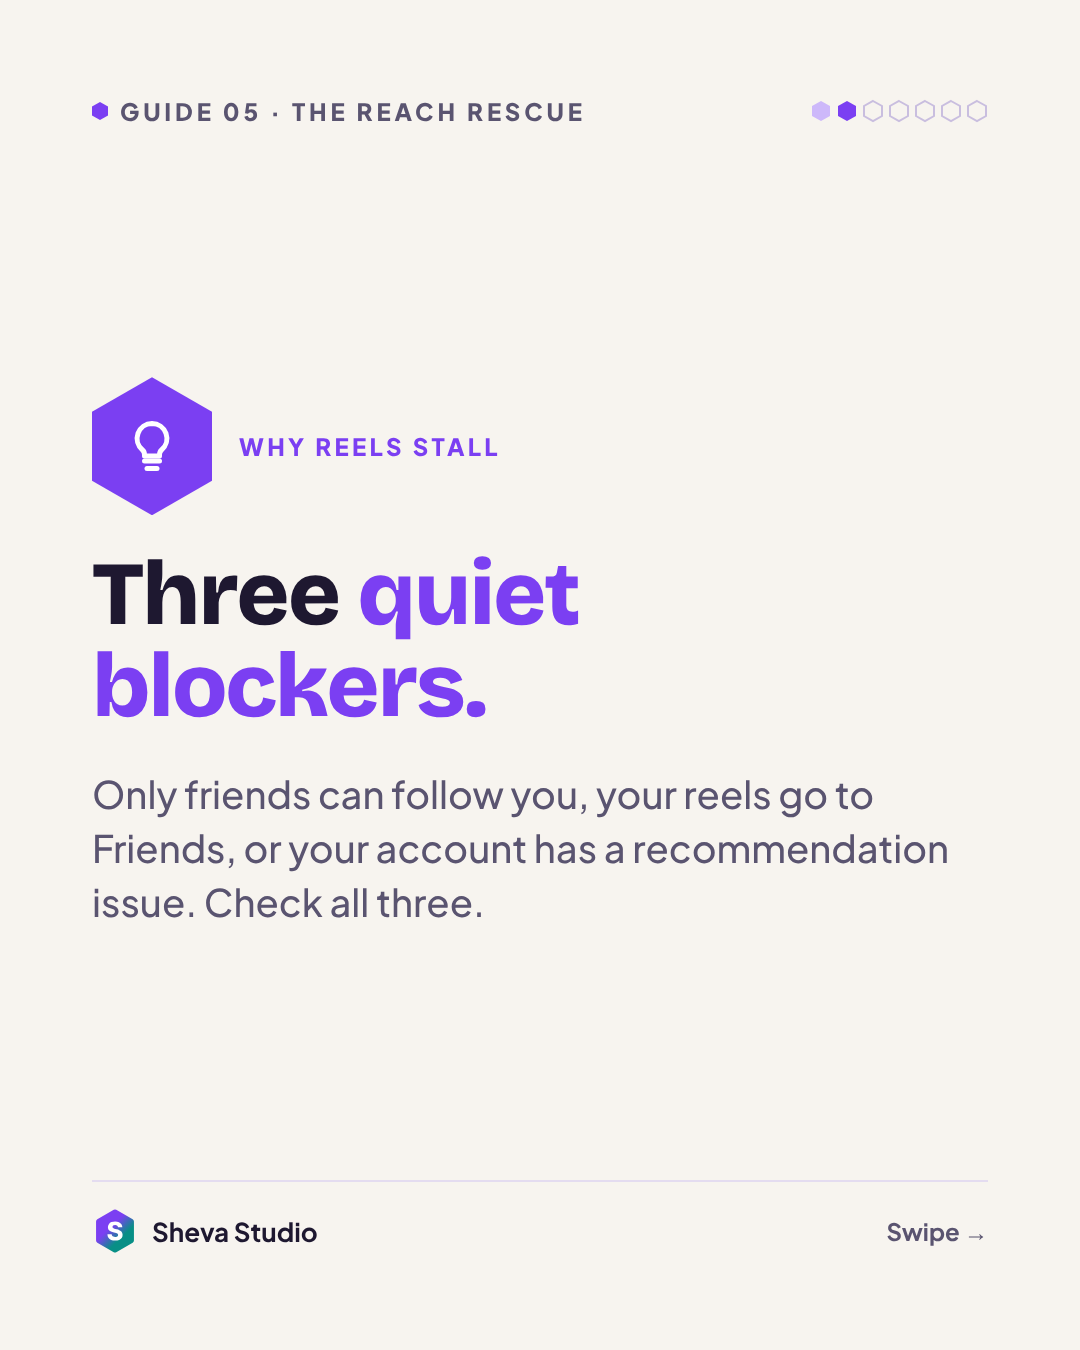 GUIDE 05 · THE REACH RESCUE
WHY REELS STALL
Three quiet
blockers.
Only friends can follow you, your reels go to
Friends, or your account has a recommendation
issue. Check all three.
S Sheva Studio
Swipe →